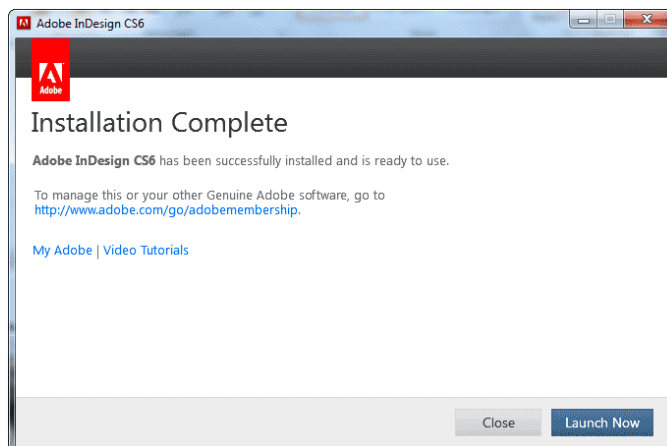 Adobe InDesign CS6
Adobe
Installation Complete
Adobe InDesign CS6 has been successfully installed and is ready to use.
To manage this or your other Genuine Adobe software, go to
http://www.adobe.com/go/adobemembership.
My Adobe | Video Tutorials
Close
Launch Now